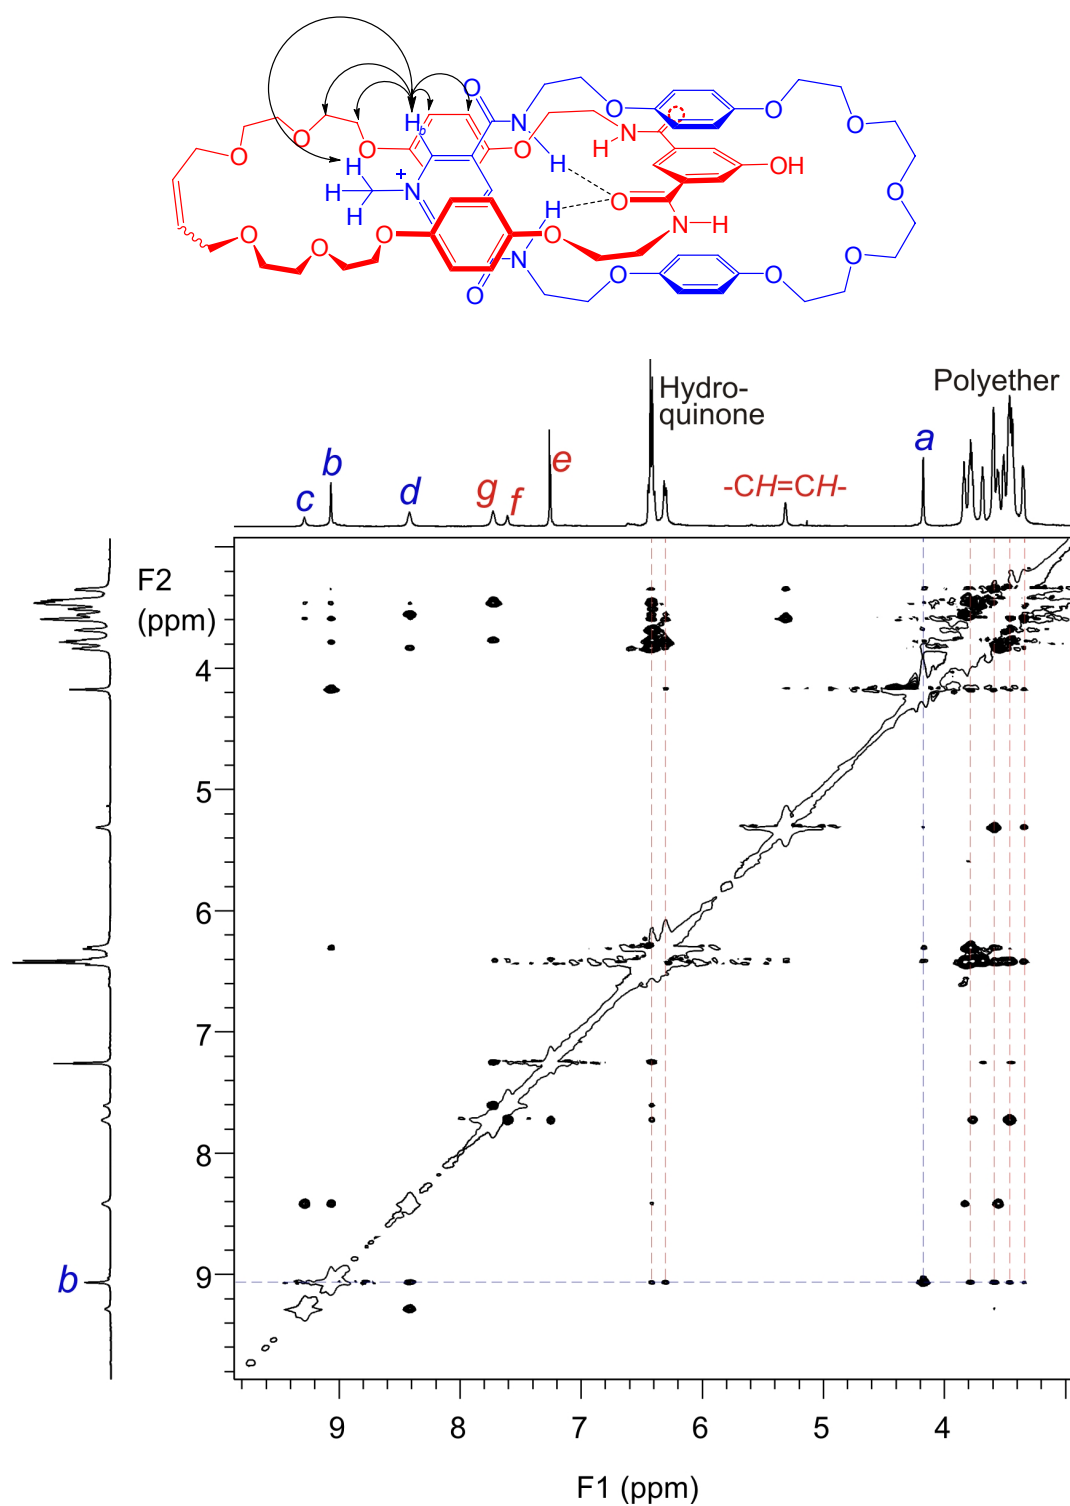 O
H b
N
O
O
O
O
H
N
H
O
H
O
OH
O
O
H
+
H
N
H
H
O
N
H
O
O
O
O
O
N
O
O
O
O
Hydro-
quinone
Polyether
a
b
c
d
g
f
e
-CH=CH-
F2
(ppm)
4
5
6
7
8
9
b
9
8
7
6
5
4
F1 (ppm)